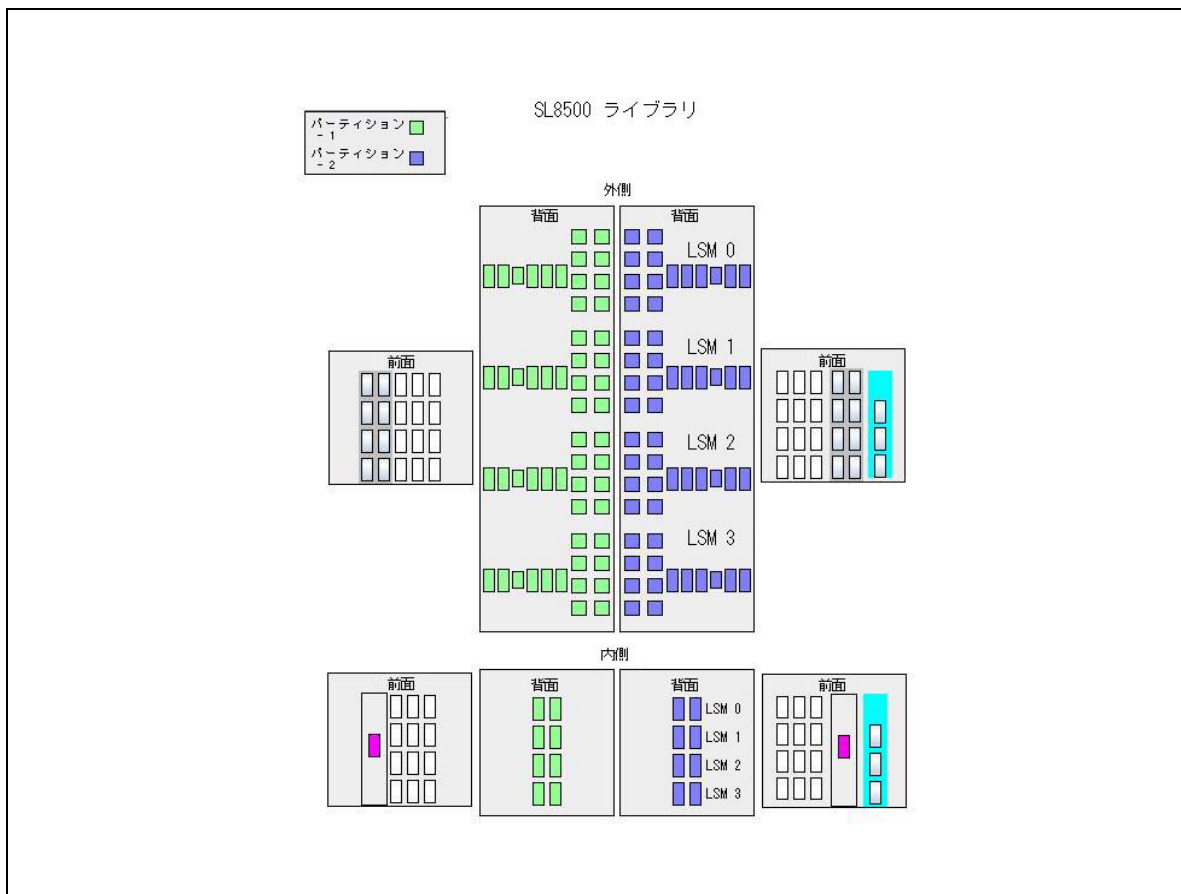 SL8500 ライブラリ
パーティション
- 1
パーティション
- 2
外側
背面
背面
LSM 0
LSM 1
LSM 2
LSM 3
前面
前面
内側
前面
背面
背面
前面
LSM 0
LSM 1
LSM 2
LSM 3